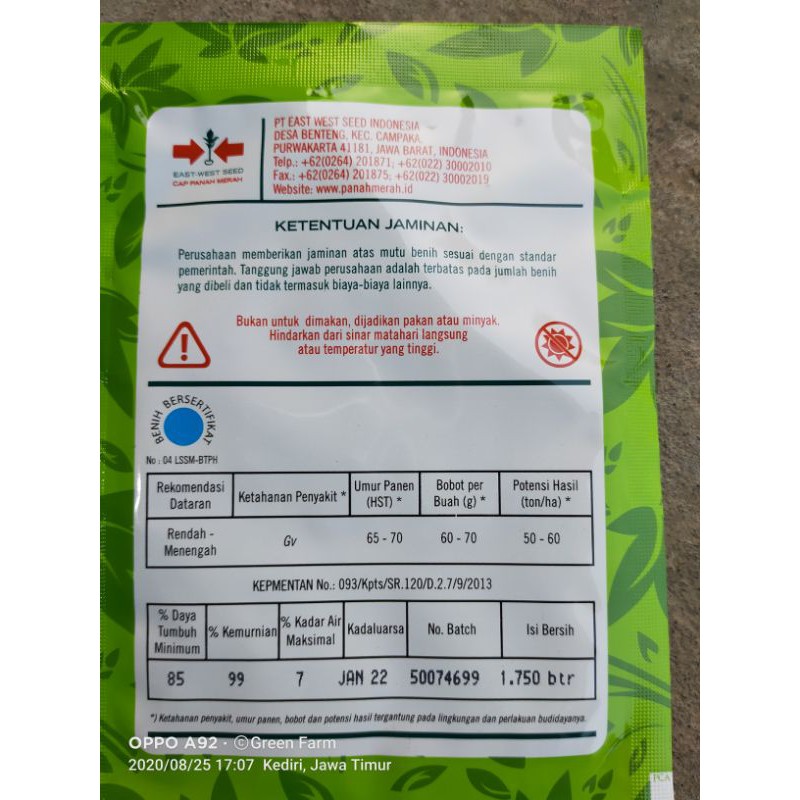 PT EAST WEST SEED INDONESIA
DESA BENTENG, KEC. CAMPAKA,
PURWAKARTA 41181, JAWA BARAT, INDONESIA
Telp.: +62(0264) 201871; +62(022) 30002010
Fax.: +62(0264) 201875; +62(022) 30002019
Website: www.panahmerah.id
EAST-WEST SEED
CAP PANAH MERAH
KETENTUAN JAMINAN:
Perusahaan memberikan jaminan atas mutu benih sesuai dengan standar
pemerintah. Tanggung jawab perusahaan adalah terbatas pada jumlah benih
yang dibeli dan tidak termasuk biaya-biaya lainnya.
Bukan untuk dimakan, dijadikan pakan atau minyak.
Hindarkan dari sinar matahari langsung
atau temperatur yang tinggi.
BENIH BERSERTIFIKAT
No : 04 LSSM-BTPH
Rekomendasi Dataran Ketahanan Penyakit * Umur Panen (HST) * Bobot per Buah (g) * Potensi Hasil (ton/ha) *
Rendah - Menengah Gv 65 - 70 60 - 70 50 - 60
KEPMENTAN No.: 093/Kpts/SR.120/D.2.7/9/2013
% Daya Tumbuh Minimum % Kemurnian % Kadar Air Maksimal Kadaluarsa No. Batch Isi Bersih
85 99 7 JAN 22 50074699 1.750 btr
*) Ketahanan penyakit, umur panen, bobot dan potensi hasil tergantung pada lingkungan dan perlakuan budidayanya.
OPPO A92 · ©Green Farm
2020/08/25 17:07 Kediri, Jawa Timur